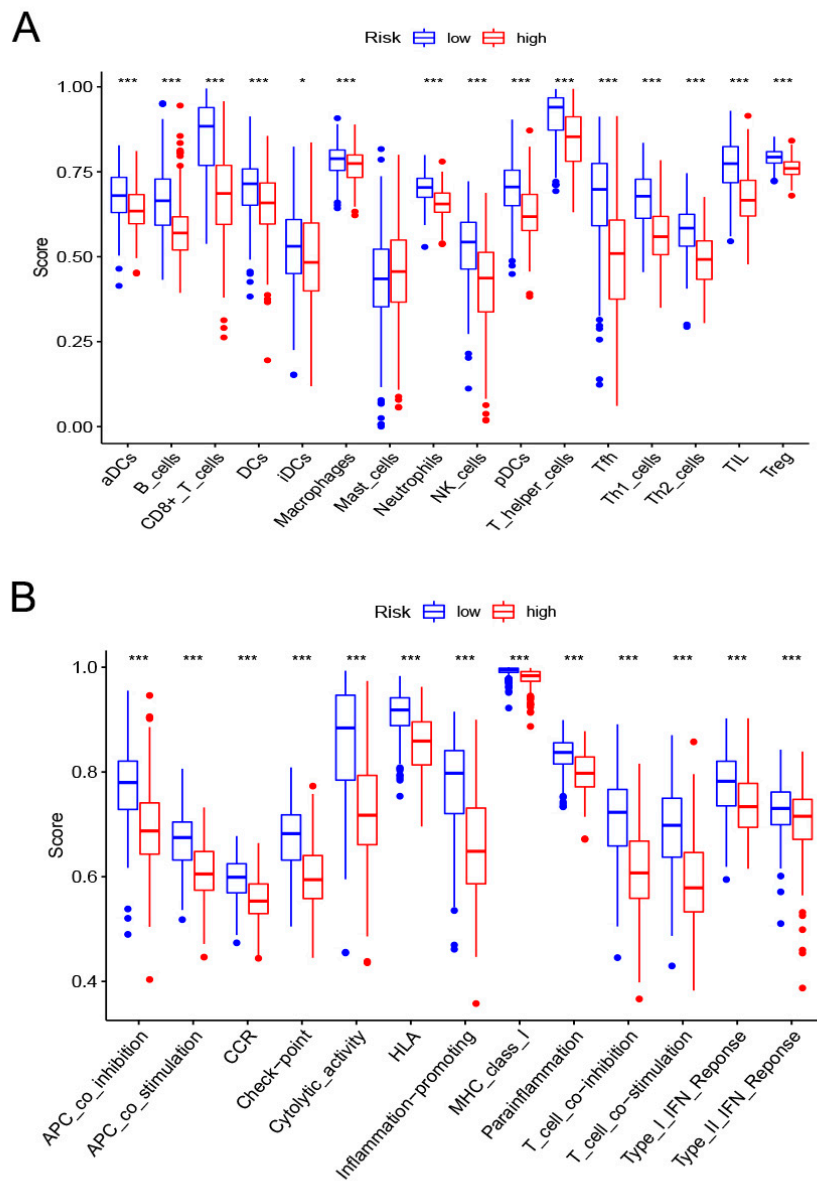 A
Risk low high
*** *** *** *** * *** *** *** *** *** *** *** *** *** ***
1.00
0.75
0.50
0.25
0.00
Score
aDCs
B_cells
CD8+_T_cells
DCs
iDCs
Macrophages
Mast_cells
Neutrophils
NK_cells
pDCs
T_helper_cells
Tfh
Th1_cells
Th2_cells
TIL
Treg
B
Risk low high
*** *** *** *** *** *** *** *** *** *** *** *** ***
1.0
0.8
0.6
0.4
Score
APC_co_inhibition
APC_co_stimulation
CCR
Check-point
Cytolytic_activity
HLA
Inflammation-promoting
MHC_class_I
Parainflammation
T_cell_co-inhibition
T_cell_co-stimulation
Type_I_IFN_Reponse
Type_II_IFN_Reponse